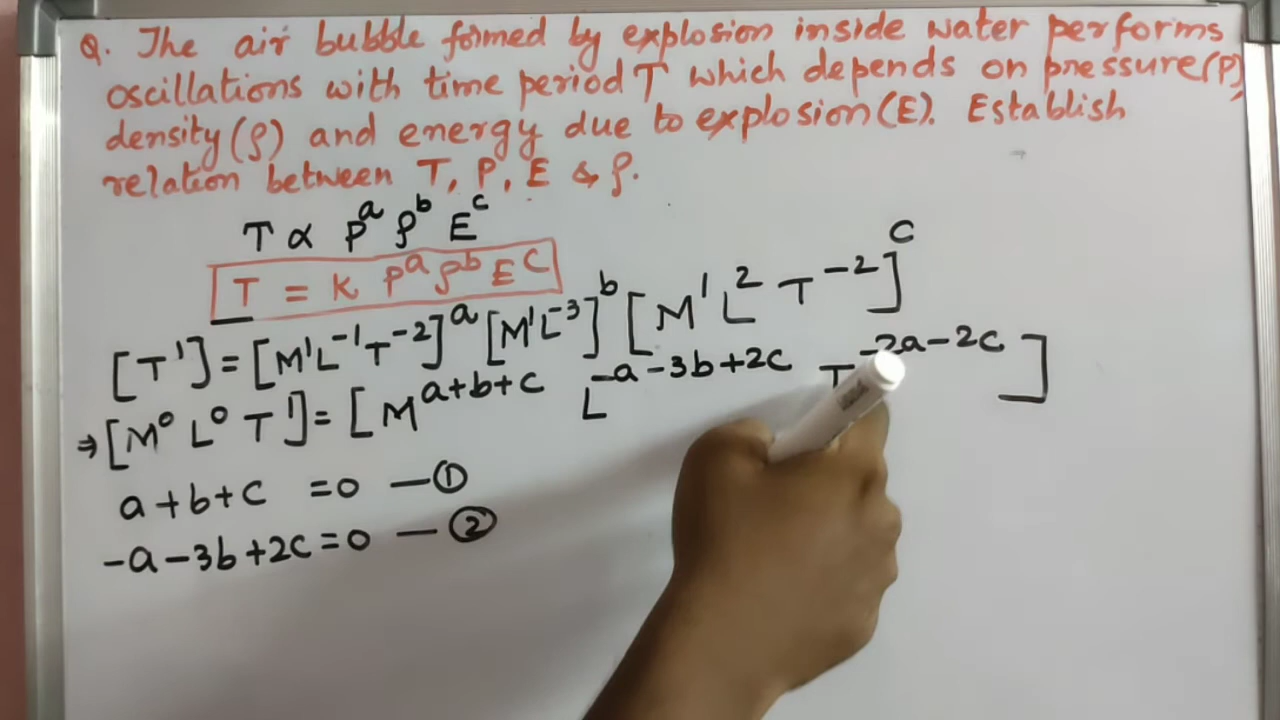 Q. The air bubble formed by explosion inside water performs
oscillations with time period T which depends on pressure(P),
density(ρ) and energy due to explosion(E). Establish
relation between T, P, E & ρ.
T ∝ P^a ρ^b E^c
T = K P^a ρ^b E^c
[T^1] = [M^1 L^-1 T^-2]^a [M^1 L^-3]^b [M^1 L^2 T^-2]^c
⇒ [M^0 L^0 T^1] = [M^a+b+c L^-a-3b+2c T^-2a-2c]
a+b+c =0 —①
-a-3b+2c=0 —②